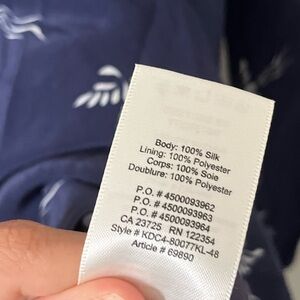 Body: 100% Silk
Lining: 100% Polyester
Corps: 100% Soie
Doublure: 100% Polyester
P.O. # 4500093962
P.O. # 4500093963
P.O. # 4500093964
CA 23725 RN 122354
Style # KDC4-80077KL-48
Article # 69890